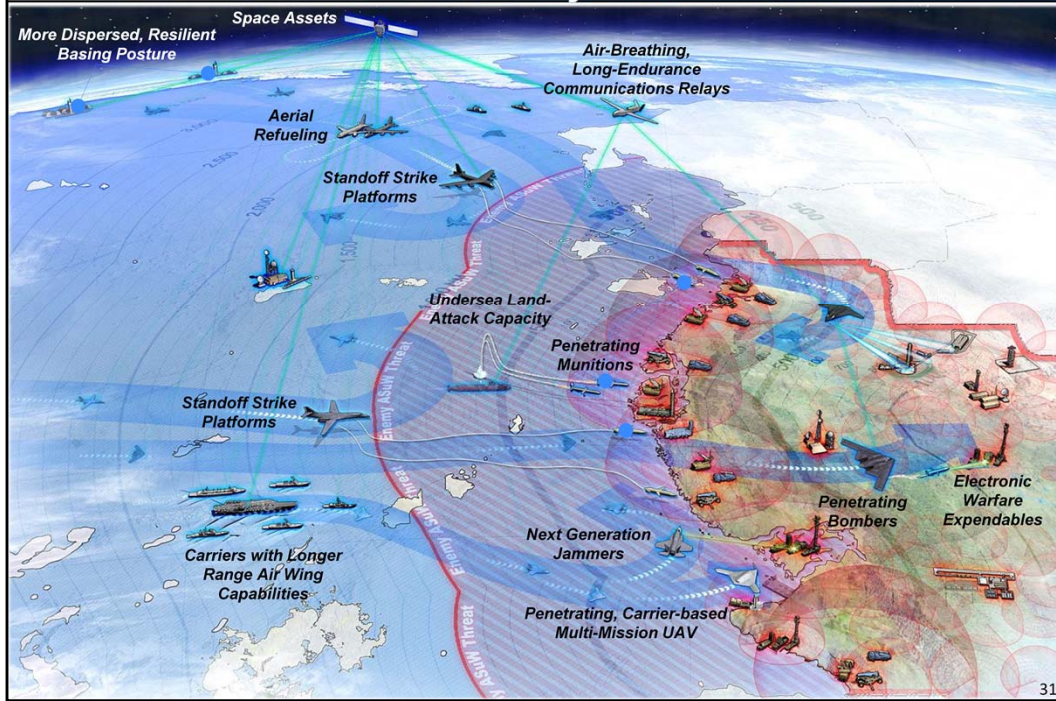 Space Assets
More Dispersed, Resilient
Basing Posture
Air-Breathing,
Long-Endurance
Communications Relays
Aerial
Refueling
Standoff Strike
Platforms
2,500
2,000
1,500
500
Enemy ASuW Threat
Undersea Land-
Attack Capacity
Penetrating
Munitions
Enemy ASuW Threat
Standoff Strike
Platforms
Penetrating
Bombers
Electronic
Warfare
Expendables
Next Generation
Jammers
Carriers with Longer
Range Air Wing
Capabilities
Penetrating, Carrier-based
Multi-Mission UAV
31